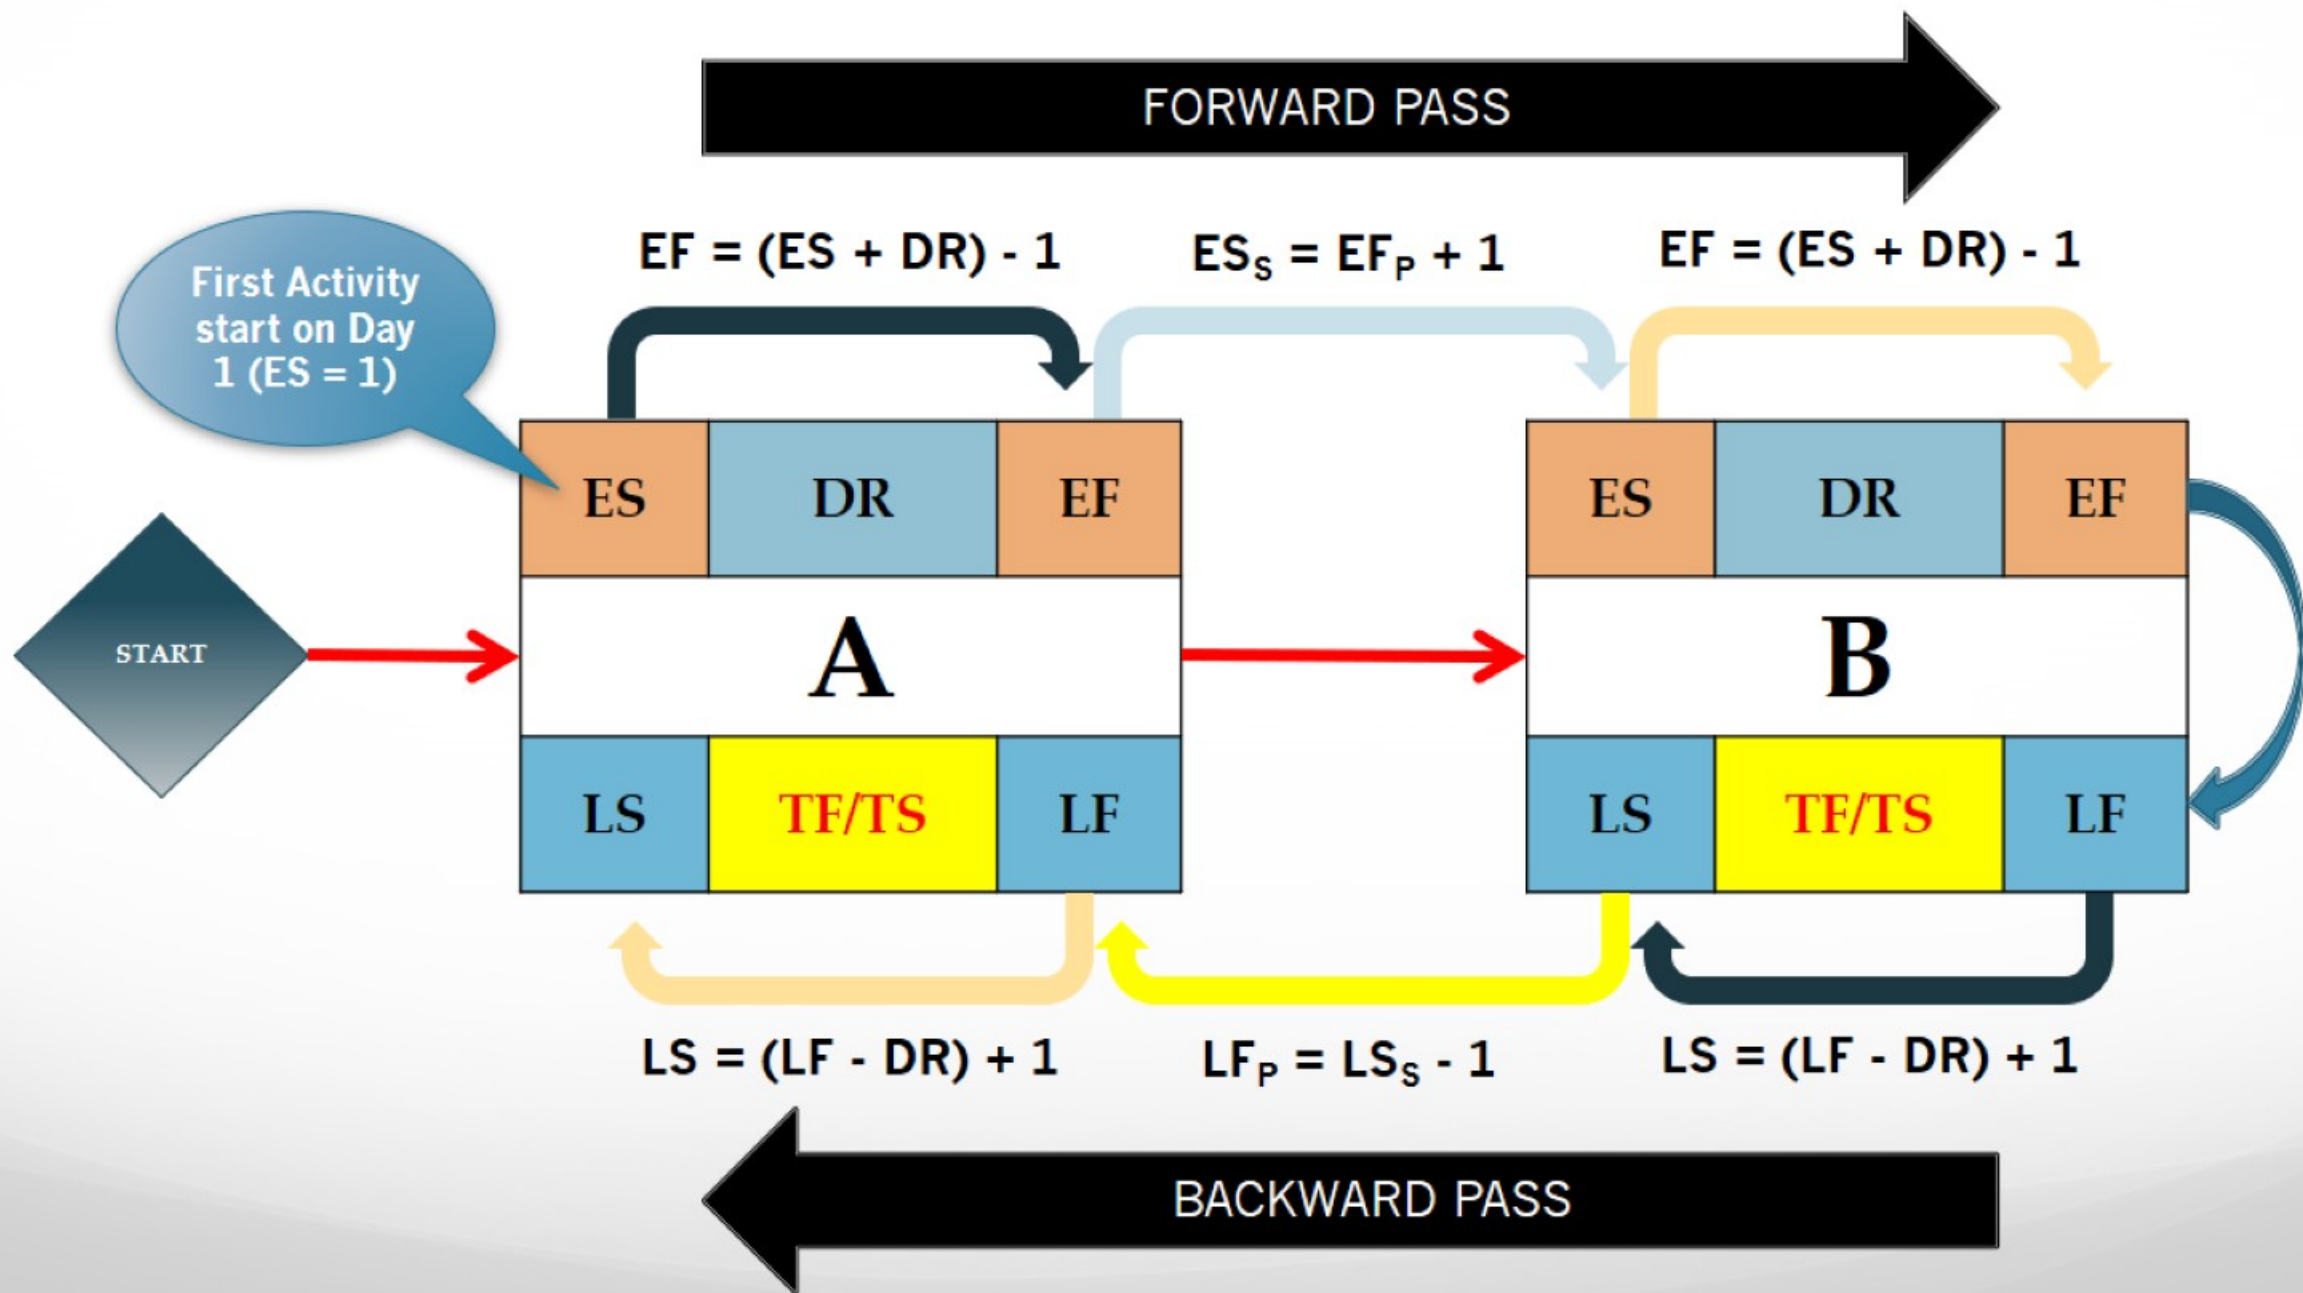 FORWARD PASS
EF = (ES + DR) - 1
ESS = EFP + 1
EF = (ES + DR) - 1
First Activity
start on Day
1 (ES = 1)
ES
DR
EF
ES
DR
EF
START
A
B
LS
TF/TS
LF
LS
TF/TS
LF
LS = (LF - DR) + 1
LFP = LSS - 1
LS = (LF - DR) + 1
BACKWARD PASS